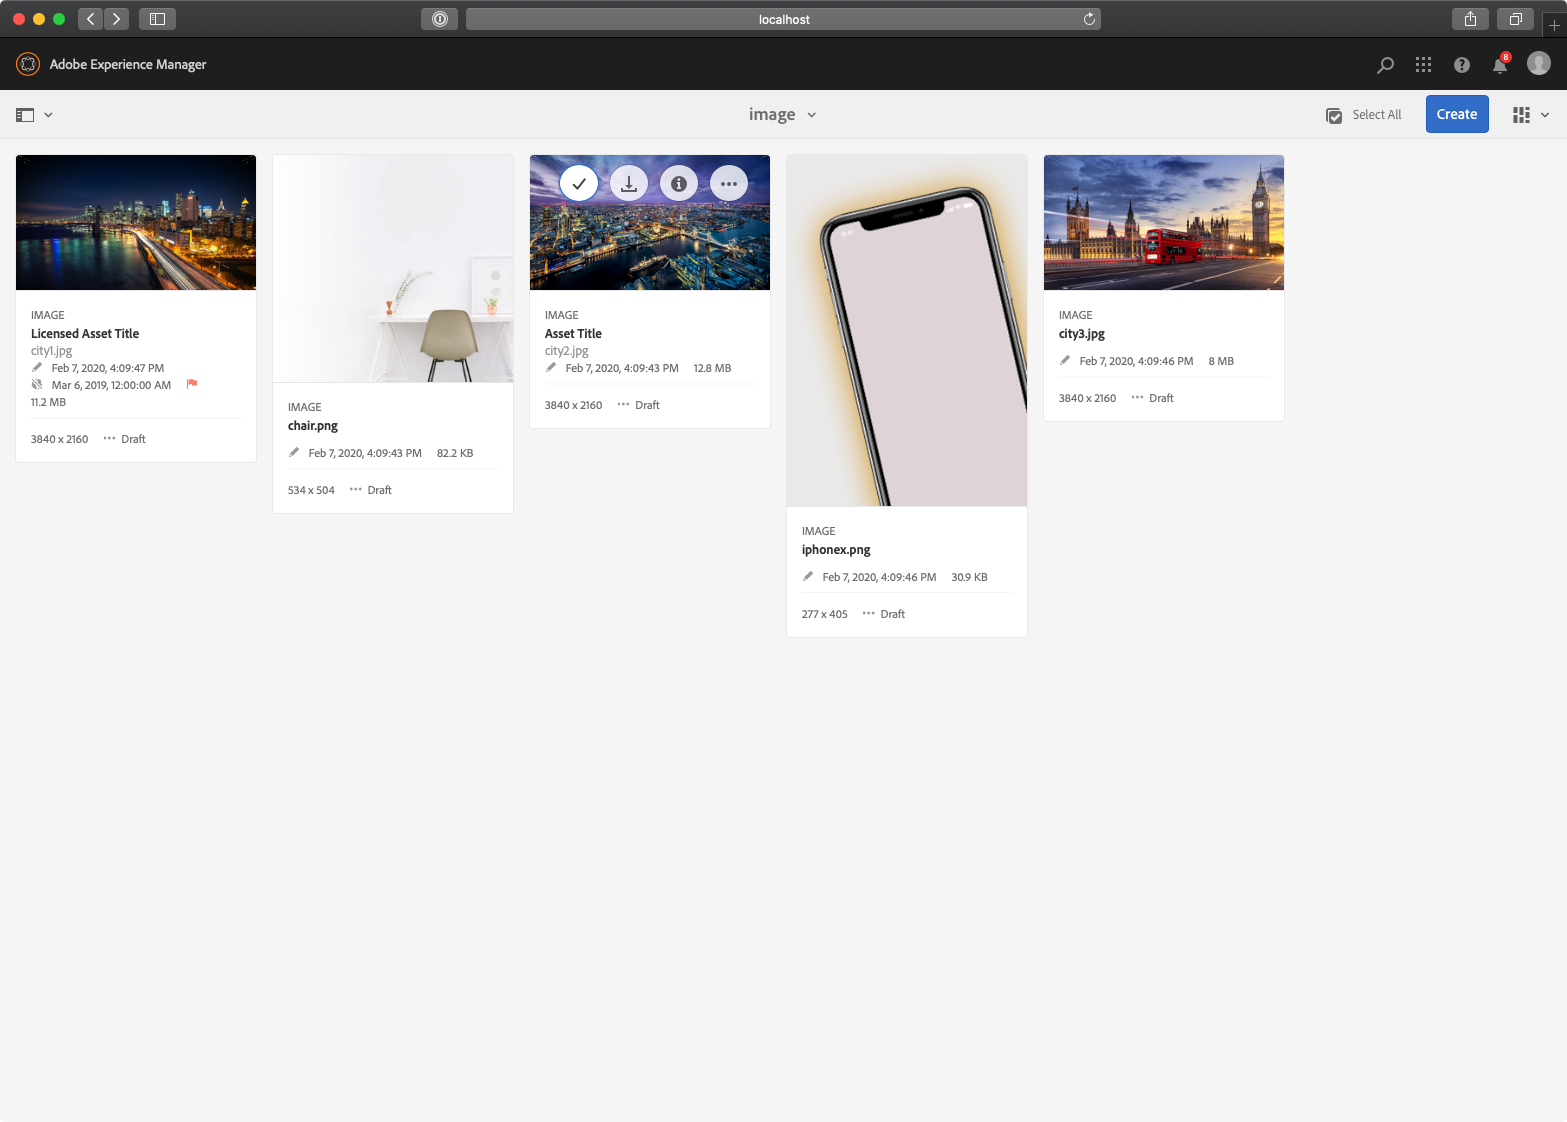 localhost
Adobe Experience Manager
8
image
Select All
Create
IMAGE
Licensed Asset Title
city1.jpg
Feb 7, 2020, 4:09:47 PM
Mar 6, 2019, 12:00:00 AM
11.2 MB
3840 x 2160 Draft
IMAGE
chair.png
Feb 7, 2020, 4:09:43 PM 82.2 KB
534 x 504 Draft
IMAGE
Asset Title
city2.jpg
Feb 7, 2020, 4:09:43 PM 12.8 MB
3840 x 2160 Draft
9:41
IMAGE
iphonex.png
Feb 7, 2020, 4:09:46 PM 30.9 KB
277 x 405 Draft
IMAGE
city3.jpg
Feb 7, 2020, 4:09:46 PM 8 MB
3840 x 2160 Draft